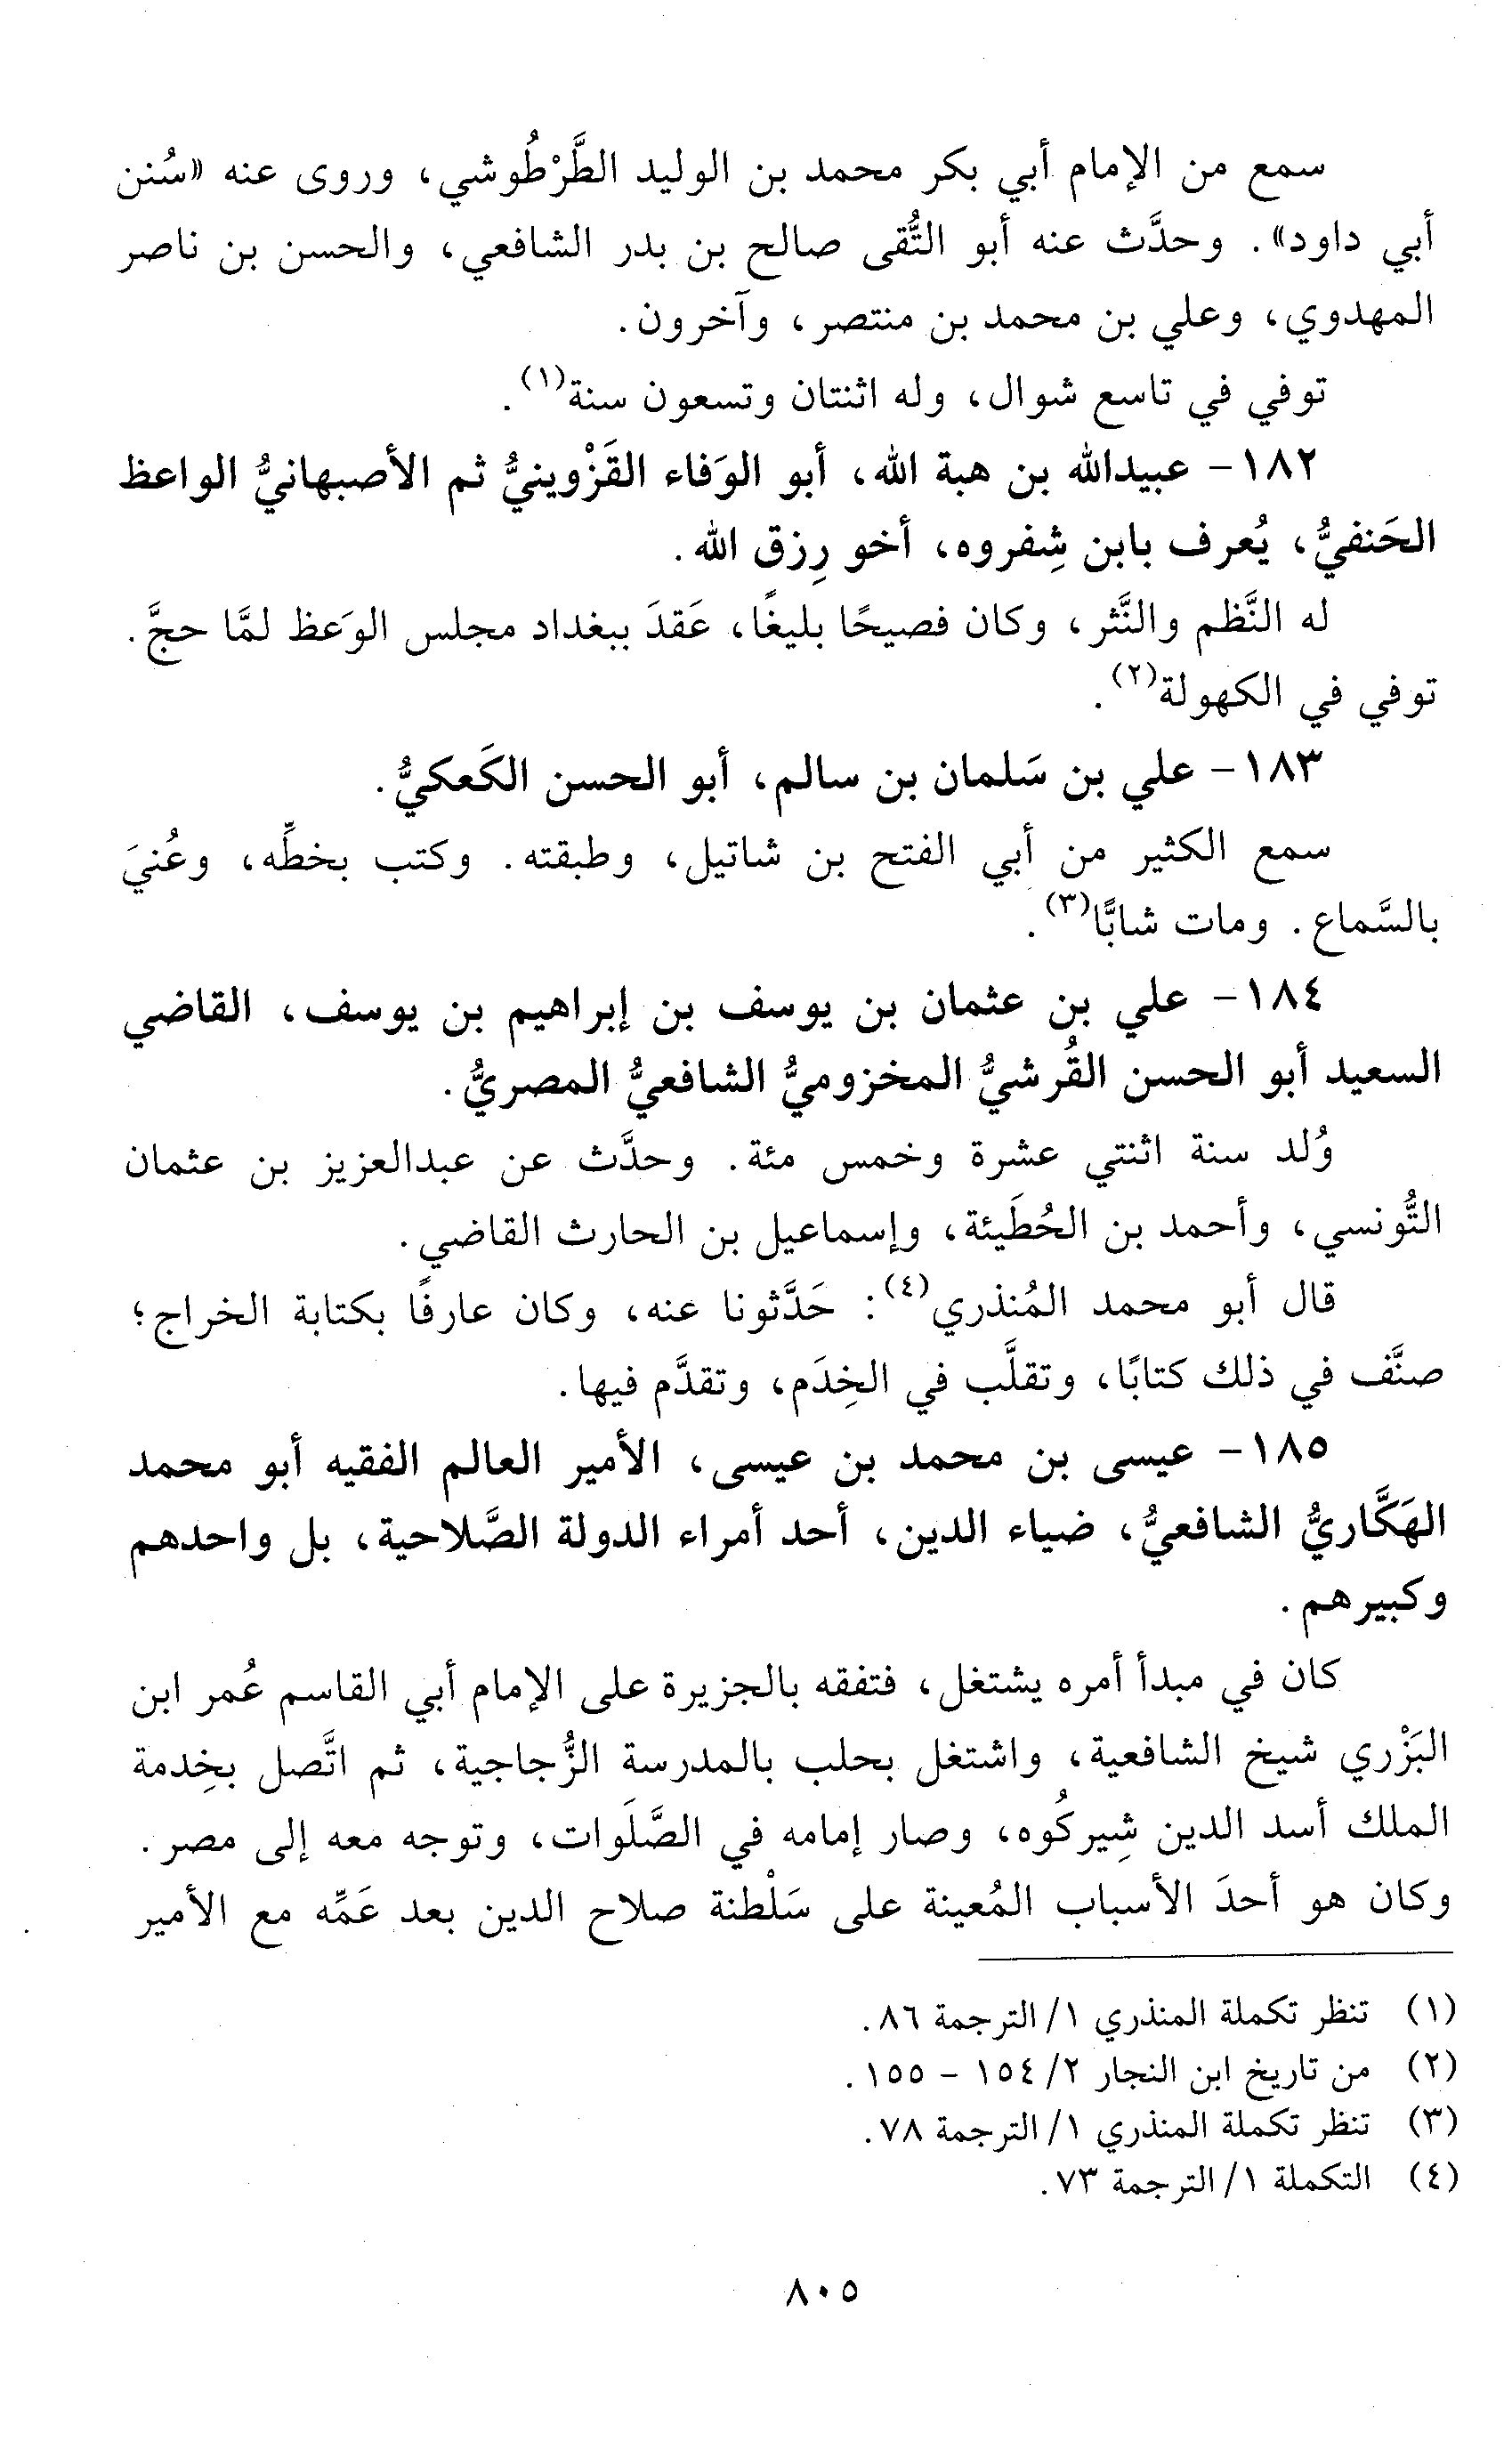 سمع من الإمام أبي بكر محمد بن الوليد الطَّرْطُوشي، وروى عنه «سُنن
أبي داود». وحدَّث عنه أبو التُّقى صالح بن بدر الشافعي، والحسن بن ناصر
المهدوي، وعلي بن محمد بن منتصر، وآخرون.
توفي في تاسع شوال، وله اثنتان وتسعون سنة(١).
١٨٢- عبيدالله بن هبة الله، أبو الوَفاء القَزْوينيُّ ثم الأصبهانيُّ الواعظ
الحَنفيُّ، يُعرف بابن شِفروه، أخو رِزق الله.
له النَّظم والنَّثر، وكان فصيحًا بليغًا، عَقدَ ببغداد مجلس الوَعظ لمَّا حجَّ.
توفي في الكهولة(٢).
١٨٣- علي بن سَلمان بن سالم، أبو الحسن الكَعكيُّ.
سمع الكثير من أبي الفتح بن شاتيل، وطبقته. وكتب بخطِّه، وعُنيَ
بالسَّماع. ومات شابًّا(٣).
١٨٤- علي بن عثمان بن يوسف بن إبراهيم بن يوسف، القاضي
السعيد أبو الحسن القُرشيُّ المخزوميُّ الشافعيُّ المصريُّ.
وُلد سنة اثنتي عشرة وخمس مئة. وحدَّث عن عبدالعزيز بن عثمان
التُّونسي، وأحمد بن الحُطَيئة، وإسماعيل بن الحارث القاضي.
قال أبو محمد المُنذري(٤): حَدَّثونا عنه، وكان عارفًا بكتابة الخراج؛
صنَّف في ذلك كتابًا، وتقلَّب في الخِدَم، وتقدَّم فيها.
١٨٥- عيسى بن محمد بن عيسى، الأمير العالم الفقيه أبو محمد
الهَكَّاريُّ الشافعيُّ، ضياء الدين، أحد أمراء الدولة الصَّلاحية، بل واحدهم
وكبيرهم.
كان في مبدأ أمره يشتغل، فتفقه بالجزيرة على الإمام أبي القاسم عُمر ابن
البَزْري شيخ الشافعية، واشتغل بحلب بالمدرسة الزُّجاجية، ثم اتَّصل بخِدمة
الملك أسد الدين شِيركُوه، وصار إمامه في الصَّلَوات، وتوجه معه إلى مصر.
وكان هو أحدَ الأسباب المُعينة على سَلْطنة صلاح الدين بعد عَمِّه مع الأمير
(١) تنظر تكملة المنذري ١/ الترجمة ٨٦.
(٢) من تاريخ ابن النجار ٢/ ١٥٤ - ١٥٥.
(٣) تنظر تكملة المنذري ١/ الترجمة ٧٨.
(٤) التكملة ١/ الترجمة ٧٣.
٨٠٥